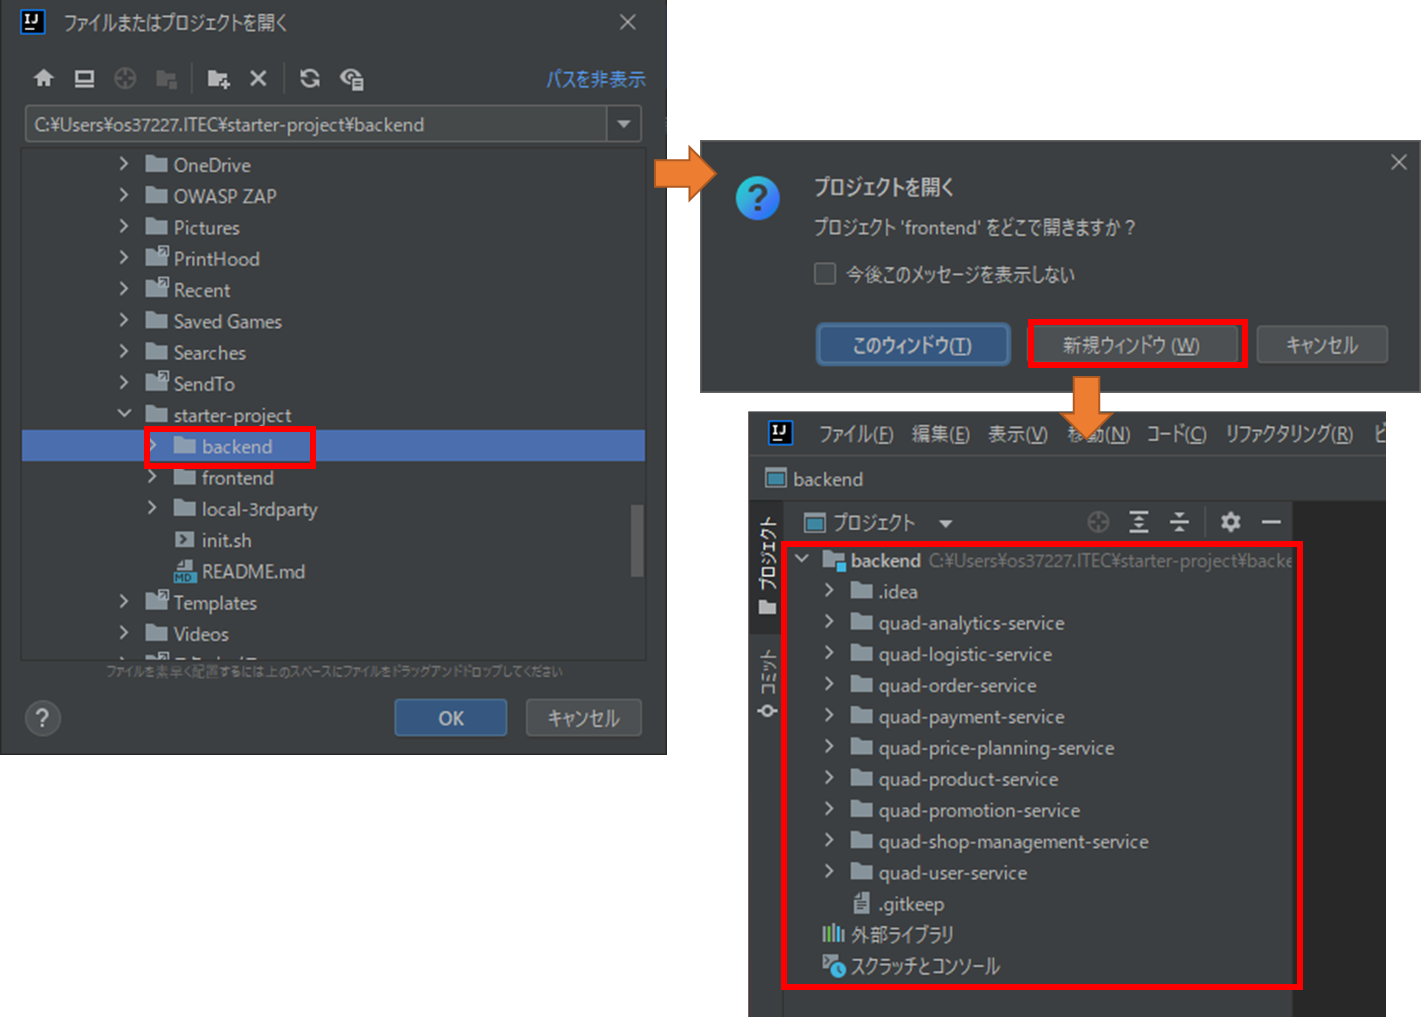 ファイルまたはプロジェクトを開く
パスを非表示
C:¥Users¥os37227.ITEC¥starter-project¥backend
OneDrive
OWASP ZAP
Pictures
PrintHood
Recent
Saved Games
Searches
SendTo
starter-project
backend
frontend
local-3rdparty
init.sh
README.md
Templates
Videos
ファイルを素早く配置するには上のスペースにファイルをドラッグアンドドロップしてください
OK
キャンセル
プロジェクトを開く
プロジェクト 'frontend' をどこで開きますか？
今後このメッセージを表示しない
このウィンドウ(T)
新規ウィンドウ (W)
キャンセル
ファイル(F) 編集(E) 表示(V) 移動(N) コード(C) リファクタリング(R) ビ
backend
プロジェクト
プロジェクト
コミット
backend C:¥Users¥os37227.ITEC¥starter-project¥backe
.idea
quad-analytics-service
quad-logistic-service
quad-order-service
quad-payment-service
quad-price-planning-service
quad-product-service
quad-promotion-service
quad-shop-management-service
quad-user-service
.gitkeep
外部ライブラリ
スクラッチとコンソール